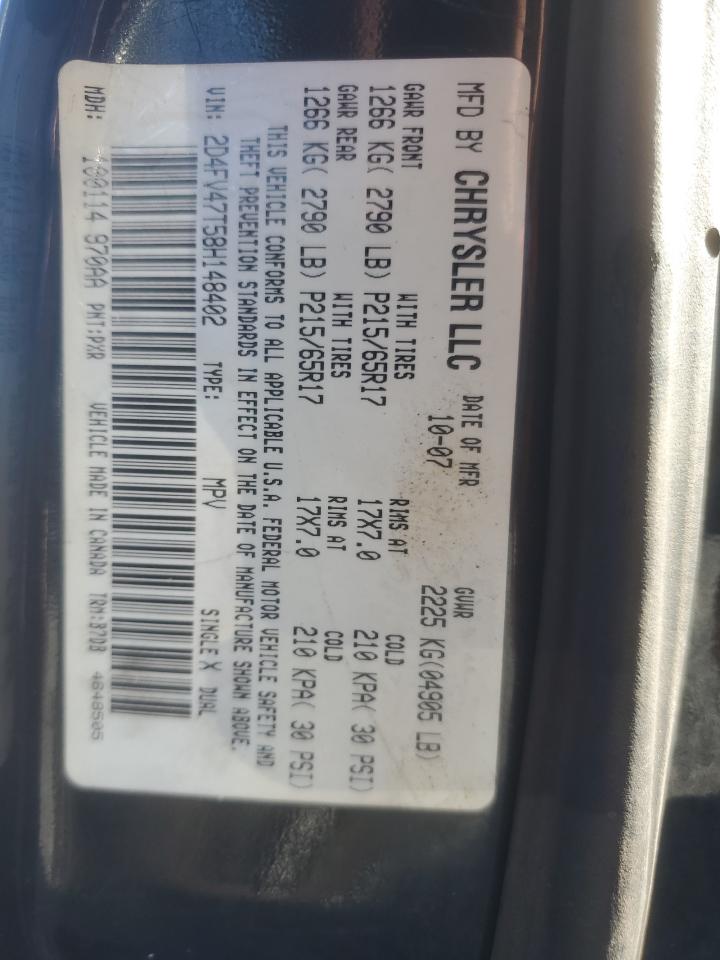 MFD BY CHRYSLER LLC DATE OF MFR GVWR
10-07 2225 KG(04905 LB)
GAWR FRONT WITH TIRES RIMS AT COLD
1266 KG( 2790 LB) P215/65R17 17X7.0 210 KPA( 30 PSI)
GAWR REAR WITH TIRES RIMS AT COLD
1266 KG( 2790 LB) P215/65R17 17X7.0 210 KPA( 30 PSI)
THIS VEHICLE CONFORMS TO ALL APPLICABLE U.S.A. FEDERAL MOTOR VEHICLE SAFETY AND
THEFT PREVENTION STANDARDS IN EFFECT ON THE DATE OF MANUFACTURE SHOWN ABOVE.
VIN: 2D4FV47T58H148402 TYPE: MPV SINGLE X DUAL
MDH: 100114 970AA PNT:PXR VEHICLE MADE IN CANADA TRM:B7DB 4648505